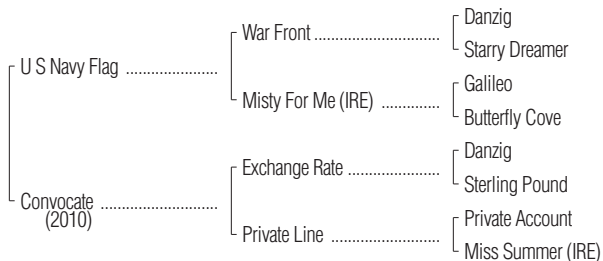 Danzig
War Front ....................
Starry Dreamer
U S Navy Flag ......................
Galileo
Misty For Me (IRE) .............
Butterfly Cove
Danzig
Exchange Rate .....................
Sterling Pound
Convocate ...........................
(2010)
Private Account
Private Line .........................
Miss Summer (IRE)